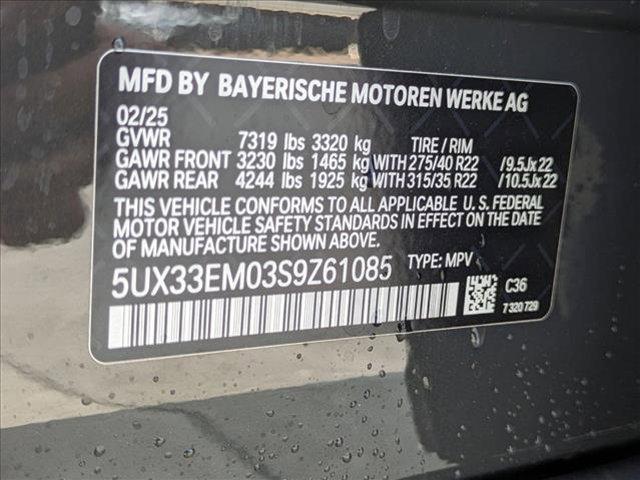 MFD BY BAYERISCHE MOTOREN WERKE AG
02/25
GVWR 7319 lbs 3320 kg TIRE / RIM
GAWR FRONT 3230 lbs 1465 kg WITH 275/40 R22 /9.5Jx22
GAWR REAR 4244 lbs 1925 kg WITH 315/35 R22 /10.5Jx22
THIS VEHICLE CONFORMS TO ALL APPLICABLE U. S. FEDERAL
MOTOR VEHICLE SAFETY STANDARDS IN EFFECT ON THE DATE
OF MANUFACTURE SHOWN ABOVE.
5UX33EM03S9Z61085 TYPE: MPV
C36
7 320 729